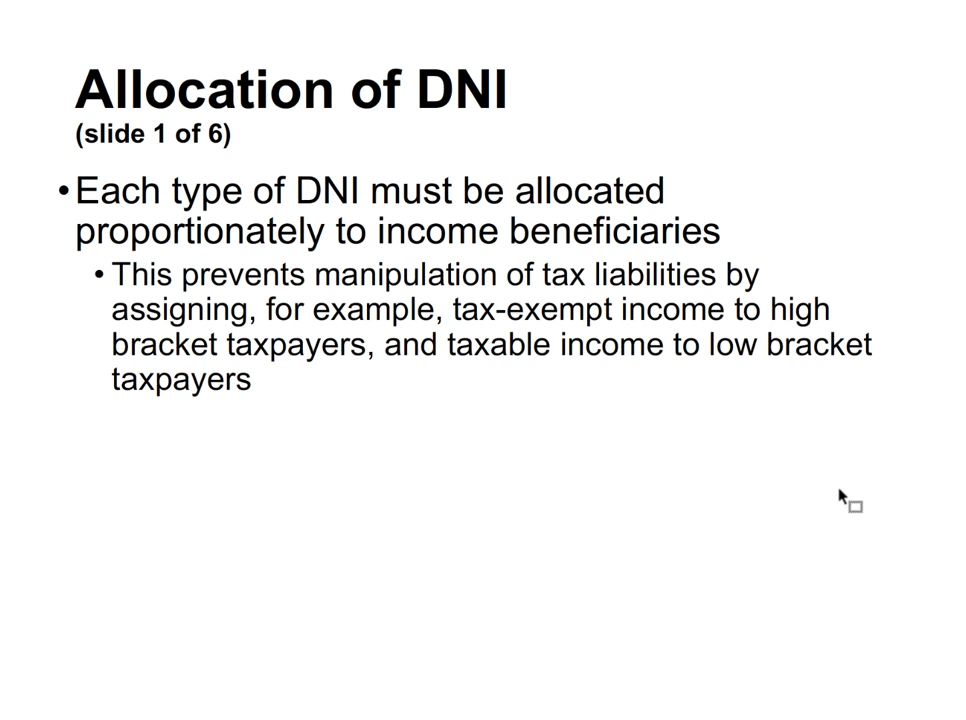 Allocation of DNI
(slide 1 of 6)
•Each type of DNI must be allocated
proportionately to income beneficiaries
• This prevents manipulation of tax liabilities by
assigning, for example, tax-exempt income to high
bracket taxpayers, and taxable income to low bracket
taxpayers